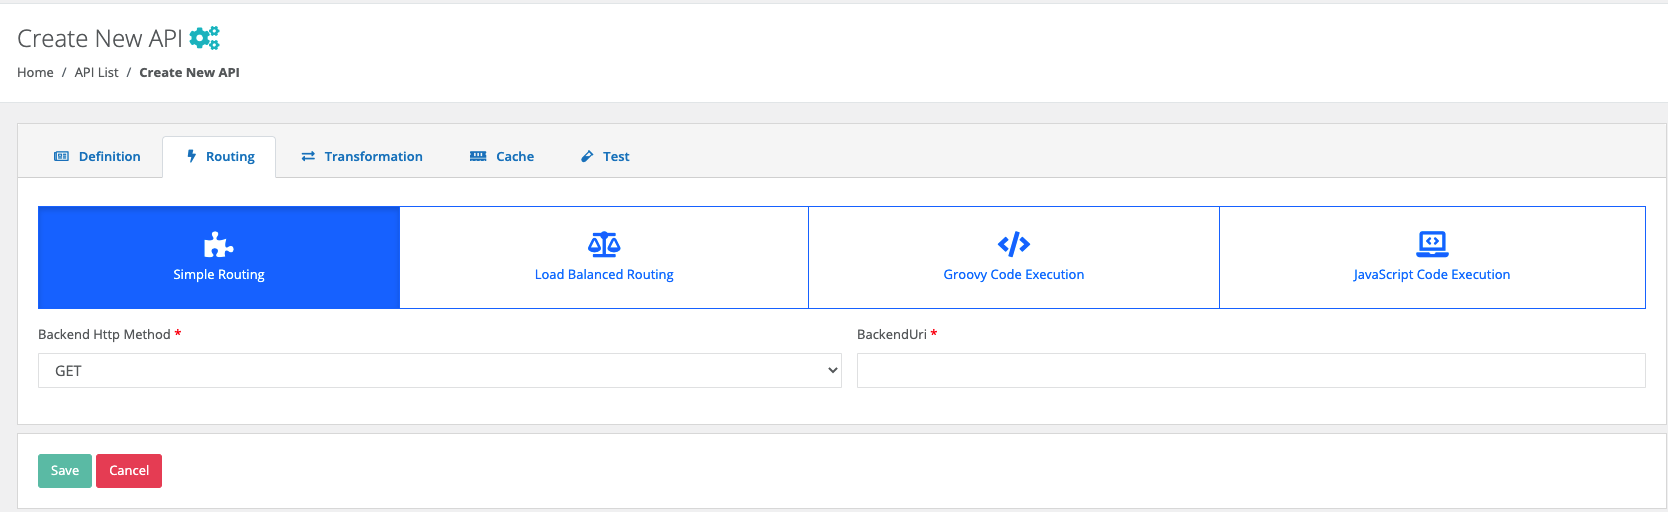 Create New API
Home / API List / Create New API
Definition Routing Transformation Cache Test
Simple Routing Load Balanced Routing Groovy Code Execution JavaScript Code Execution
Backend Http Method * BackendUri *
GET
Save Cancel